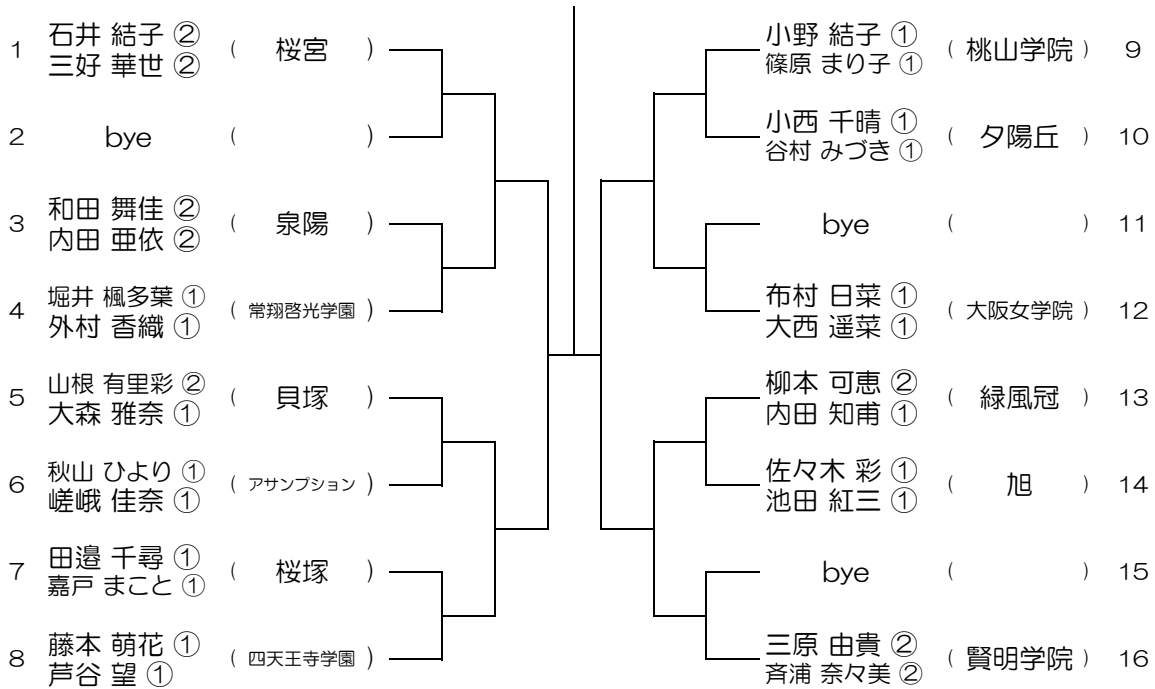 1 石井 結子 ② ( 桜宮 )
三好 華世 ②
2 bye ( )
3 和田 舞佳 ② ( 泉陽 )
内田 亜依 ②
4 堀井 楓多葉 ① ( 常翔啓光学園 )
外村 香織 ①
5 山根 有里彩 ② ( 貝塚 )
大森 雅奈 ①
6 秋山 ひより ① ( アサンプション )
嵯峨 佳奈 ①
7 田邉 千尋 ① ( 桜塚 )
嘉戸 まこと ①
8 藤本 萌花 ① ( 四天王寺学園 )
芦谷 望 ①
小野 結子 ① ( 桃山学院 ) 9
篠原 まり子 ①
小西 千晴 ① ( 夕陽丘 ) 10
谷村 みづき ①
bye ( ) 11
布村 日菜 ① ( 大阪女学院 ) 12
大西 遥菜 ①
柳本 可恵 ② ( 緑風冠 ) 13
内田 知甫 ①
佐々木 彩 ① ( 旭 ) 14
池田 紅三 ①
bye ( ) 15
三原 由貴 ② ( 賢明学院 ) 16
斉浦 奈々美 ②